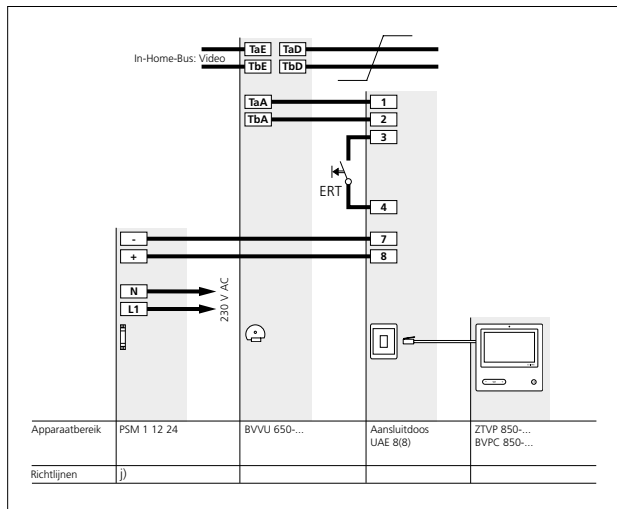 TaE TaD
In-Home-Bus: Video
TbE TbD
TaA 1
TbA 2
3
ERT
4
- 7
+ 8
N
230 V AC
L1
Apparaatbereik PSM 1 12 24 BVVU 650-... Aansluitdoos UAE 8(8) ZTVP 850-... BVPC 850-...
Richtlijnen j)